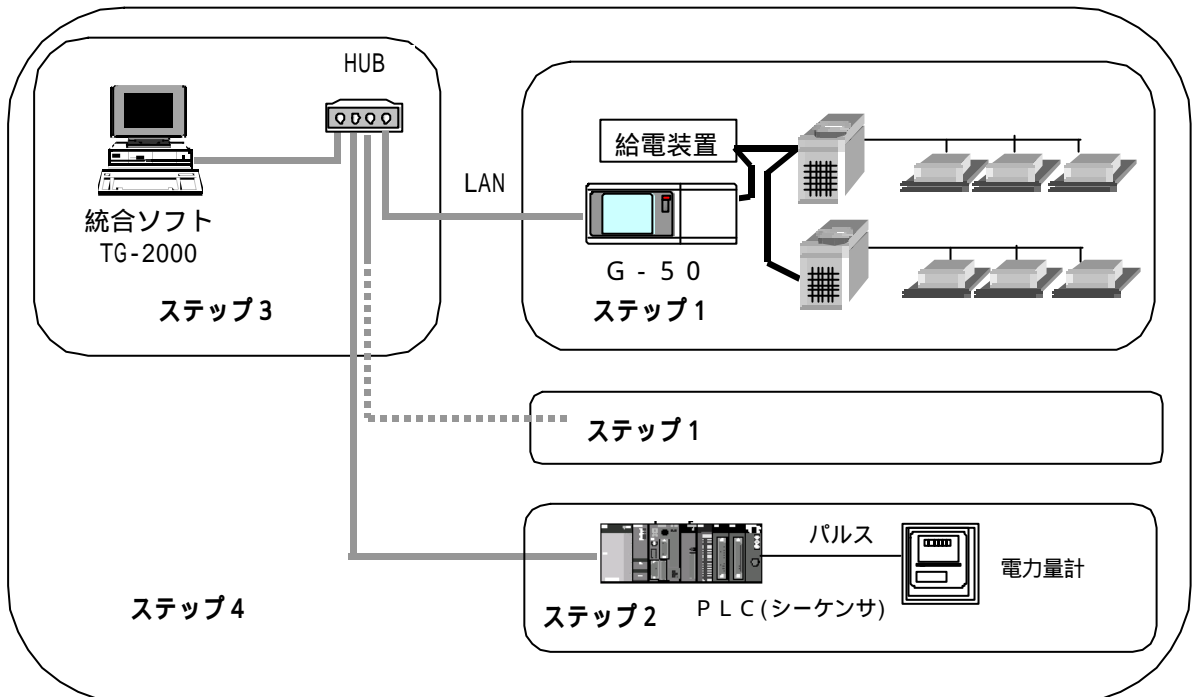 HUB
統合ソフト
TG-2000
ステップ3
LAN
給電装置
G-50
ステップ1
ステップ1
パルス
電力量計
PLC(シーケンサ)
ステップ2
ステップ4